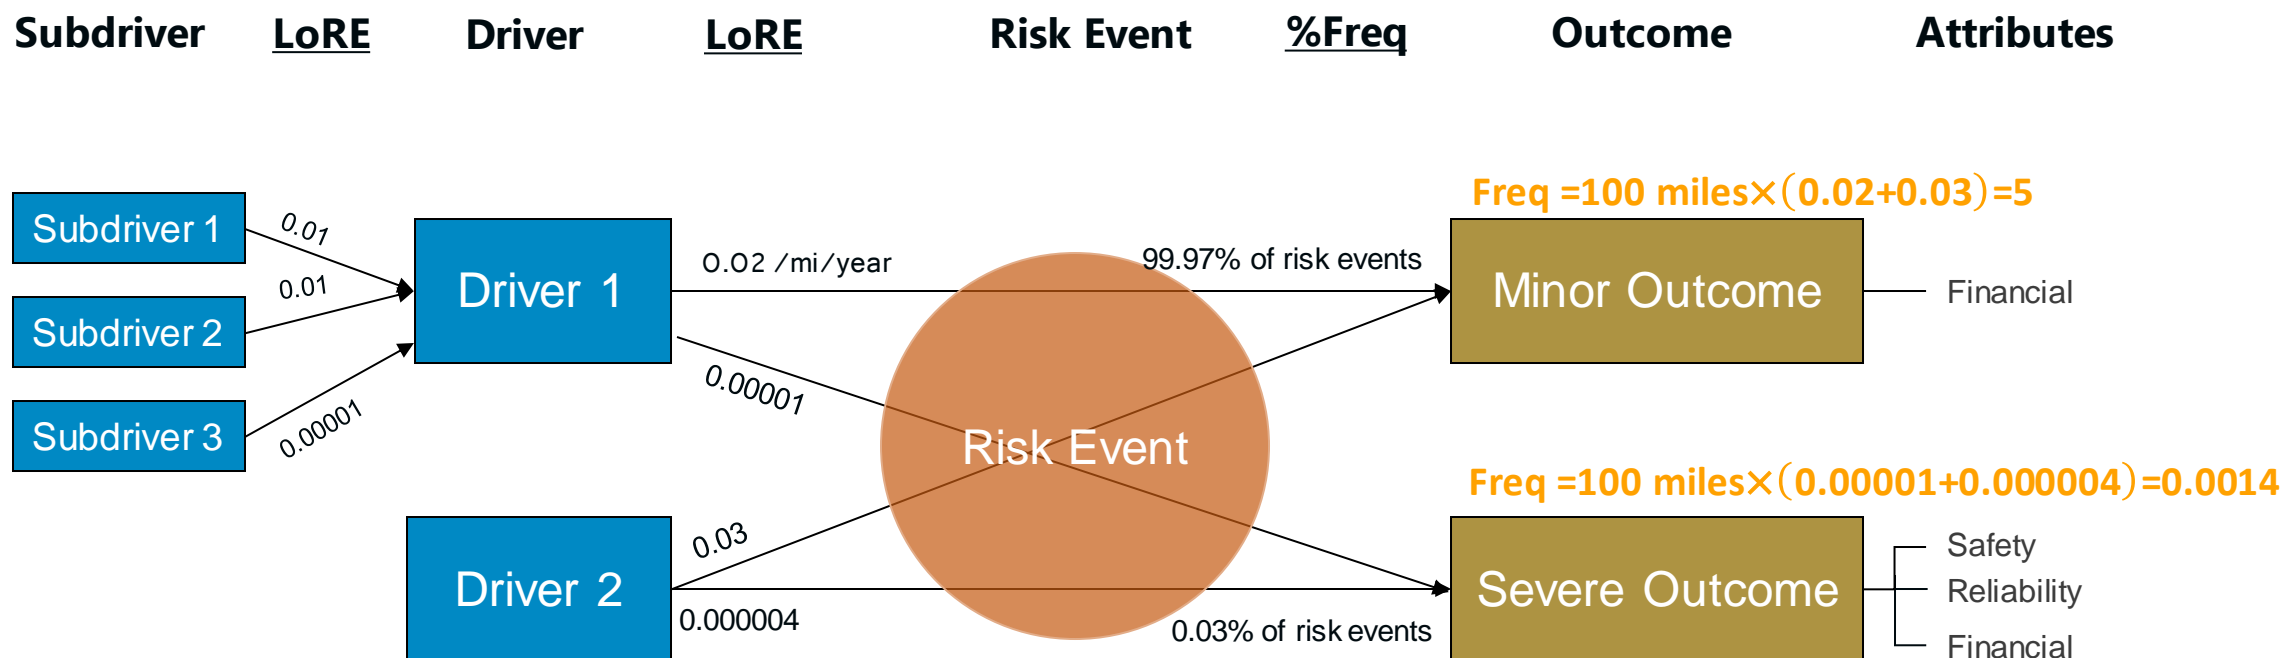 Subdriver LoRE Driver LoRE Risk Event %Freq Outcome Attributes
Freq =100 miles×(0.02+0.03)=5
Subdriver 1
0.01
Subdriver 2
0.01
Subdriver 3
0.00001
Driver 1
0.02 /mi/year
0.00001
99.97% of risk events
Minor Outcome
Financial
Risk Event
Freq =100 miles×(0.00001+0.000004)=0.0014
Driver 2
0.03
0.000004
0.03% of risk events
Severe Outcome
Safety
Reliability
Financial